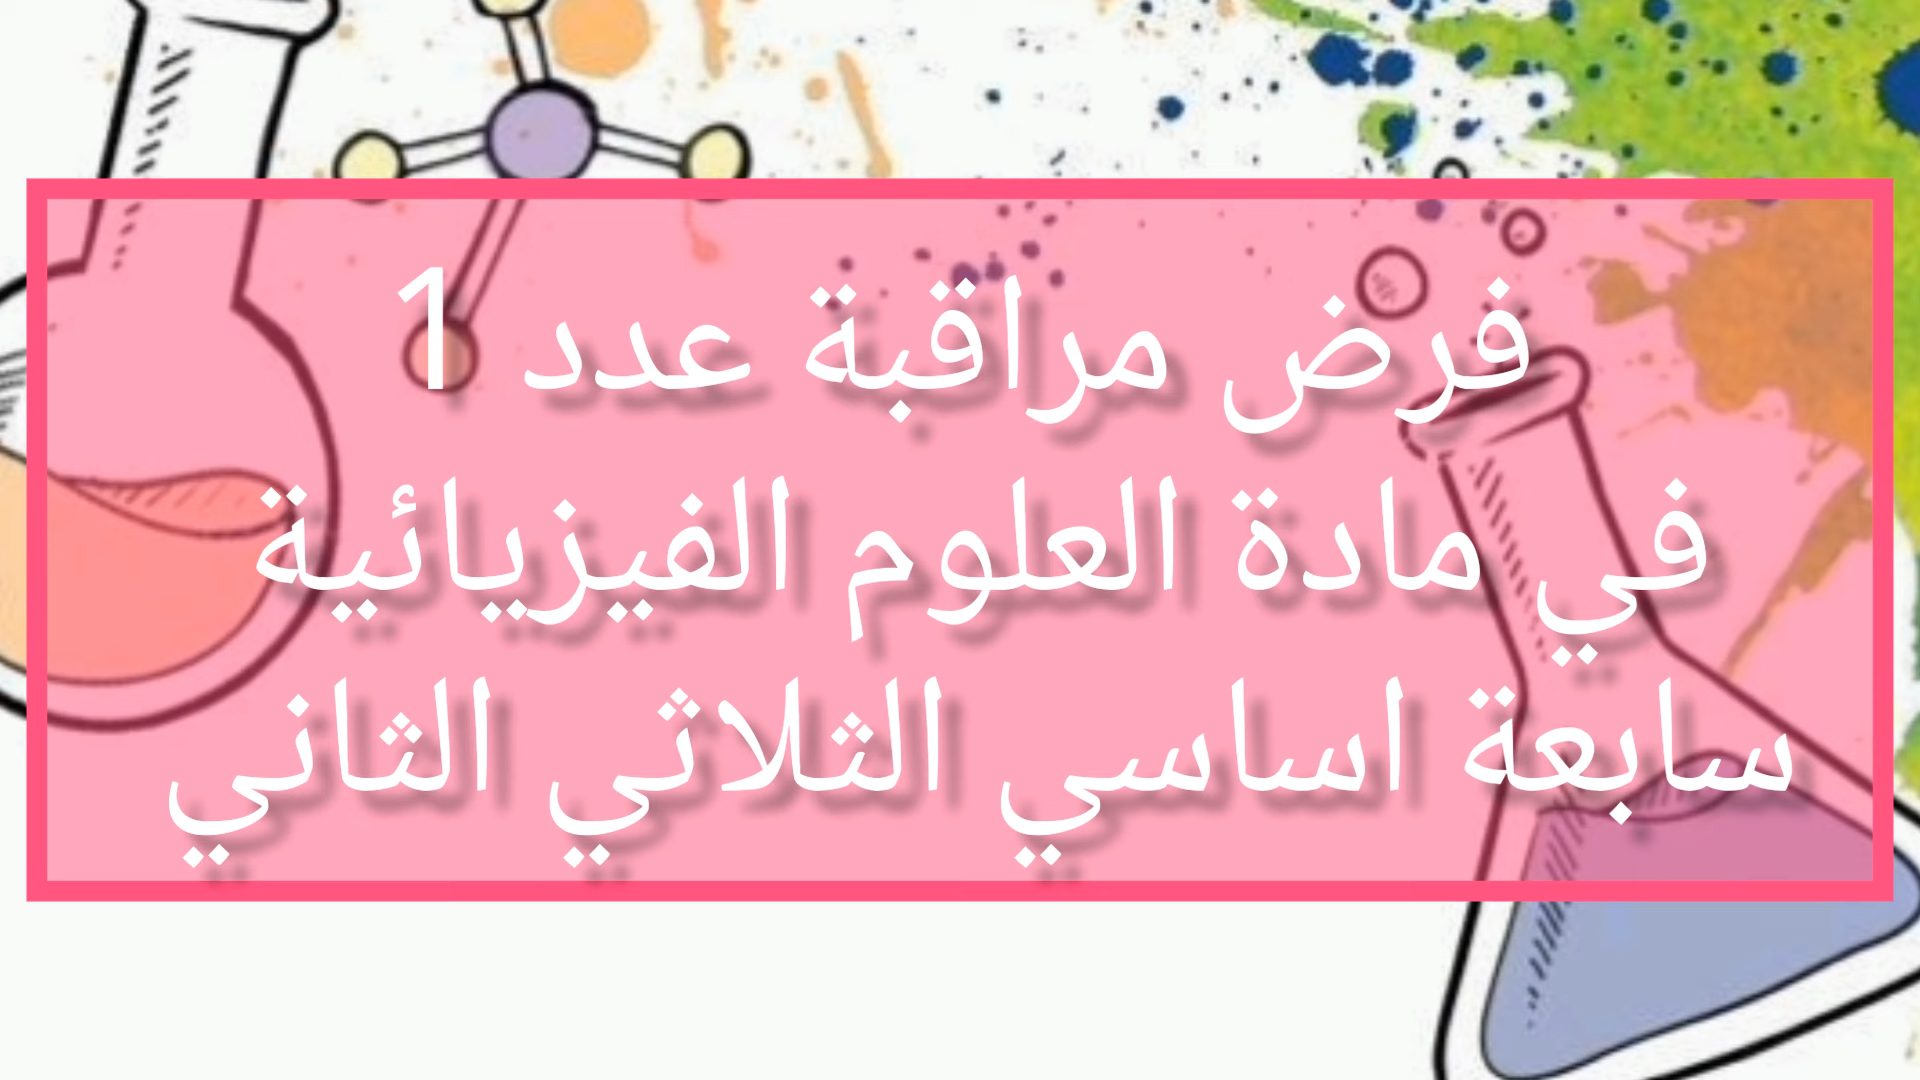 فرض مراقبة عدد 1
في مادة العلوم الفيزيائية
سابعة اساسي الثلاثي الثاني